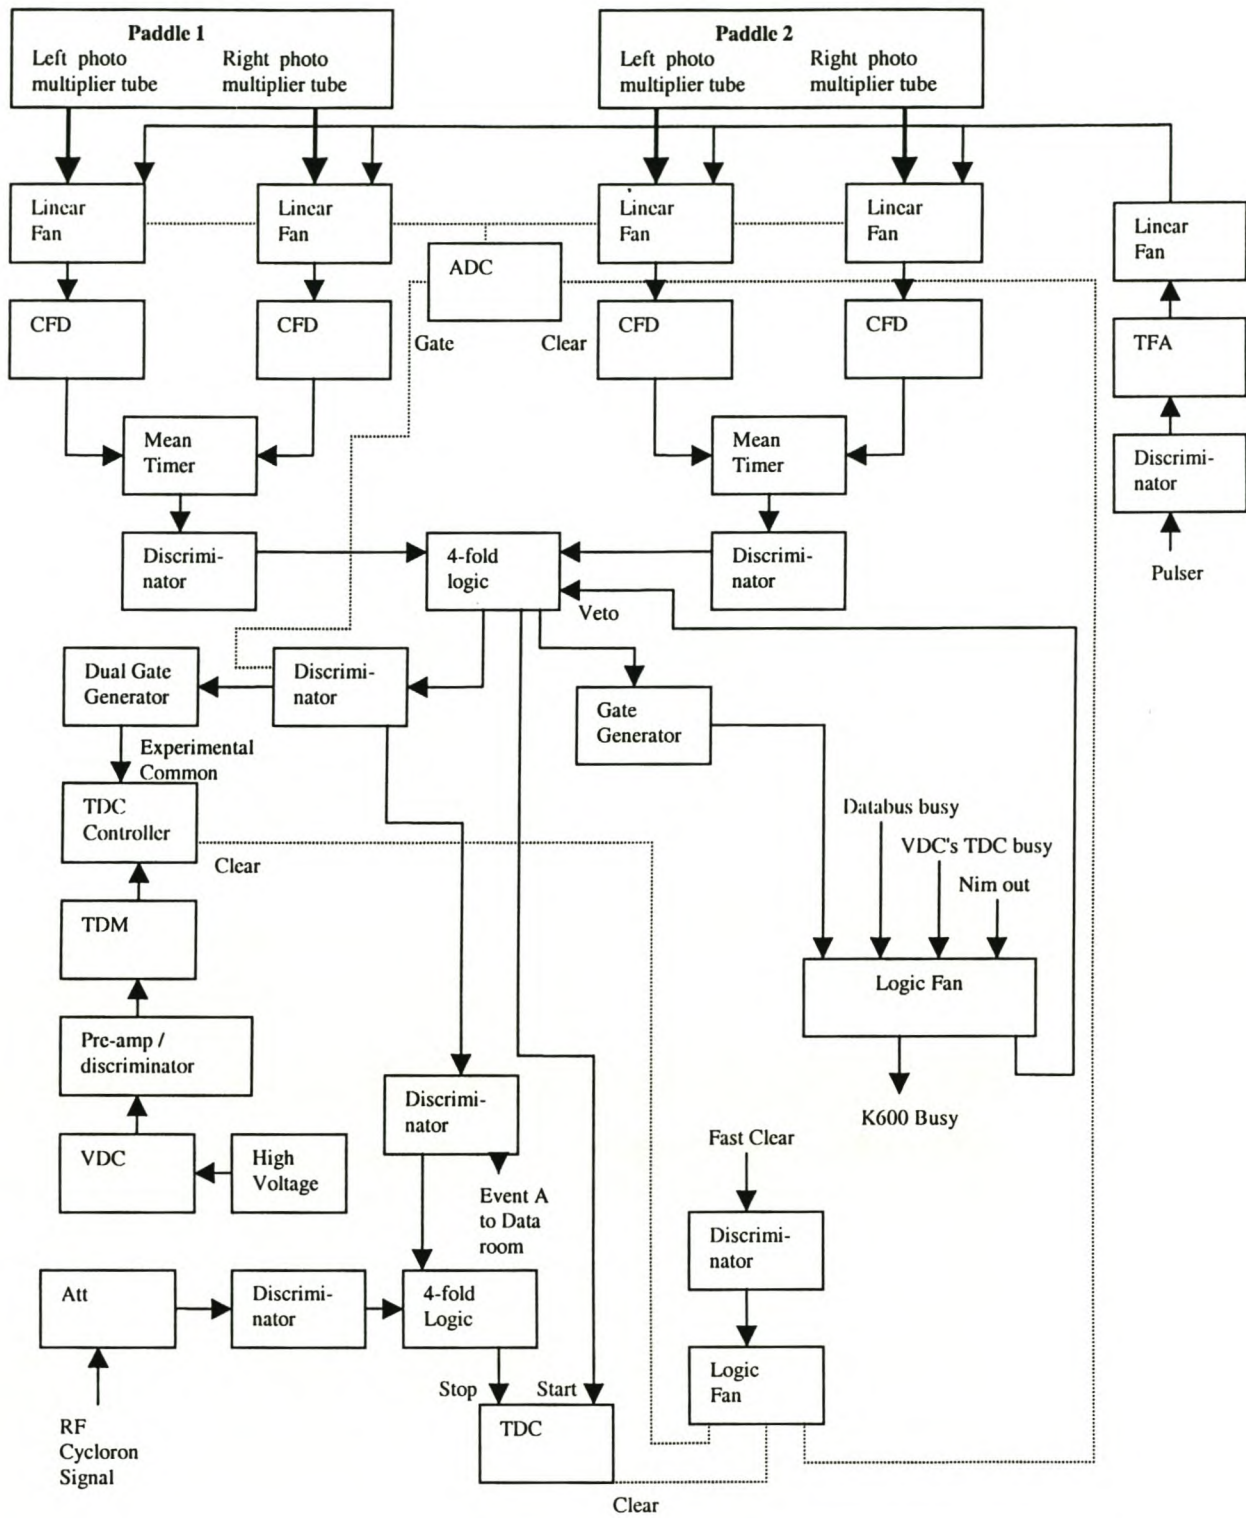 Paddle 1
Left photo
multiplier tube
Right photo
multiplier tube
Paddle 2
Left photo
multiplier tube
Right photo
multiplier tube
Linear
Fan
Linear
Fan
Linear
Fan
Linear
Fan
Linear
Fan
ADC
CFD
CFD
Gate
Clear
CFD
CFD
TFA
Mean
Timer
Mean
Timer
Discrimi-
nator
Discrimi-
nator
4-fold
logic
Discrimi-
nator
Pulser
Veto
Dual Gate
Generator
Discrimi-
nator
Gate
Generator
Experimental
Common
TDC
Controller
Clear
Databus busy
VDC's TDC busy
Nim out
TDM
Logic Fan
Pre-amp /
discriminator
Discrimi-
nator
K600 Busy
VDC
High
Voltage
Event A
to Data
room
Fast Clear
Discrimi-
nator
Att
Discrimi-
nator
4-fold
Logic
Logic
Fan
Stop
Start
TDC
RF
Cycloron
Signal
Clear